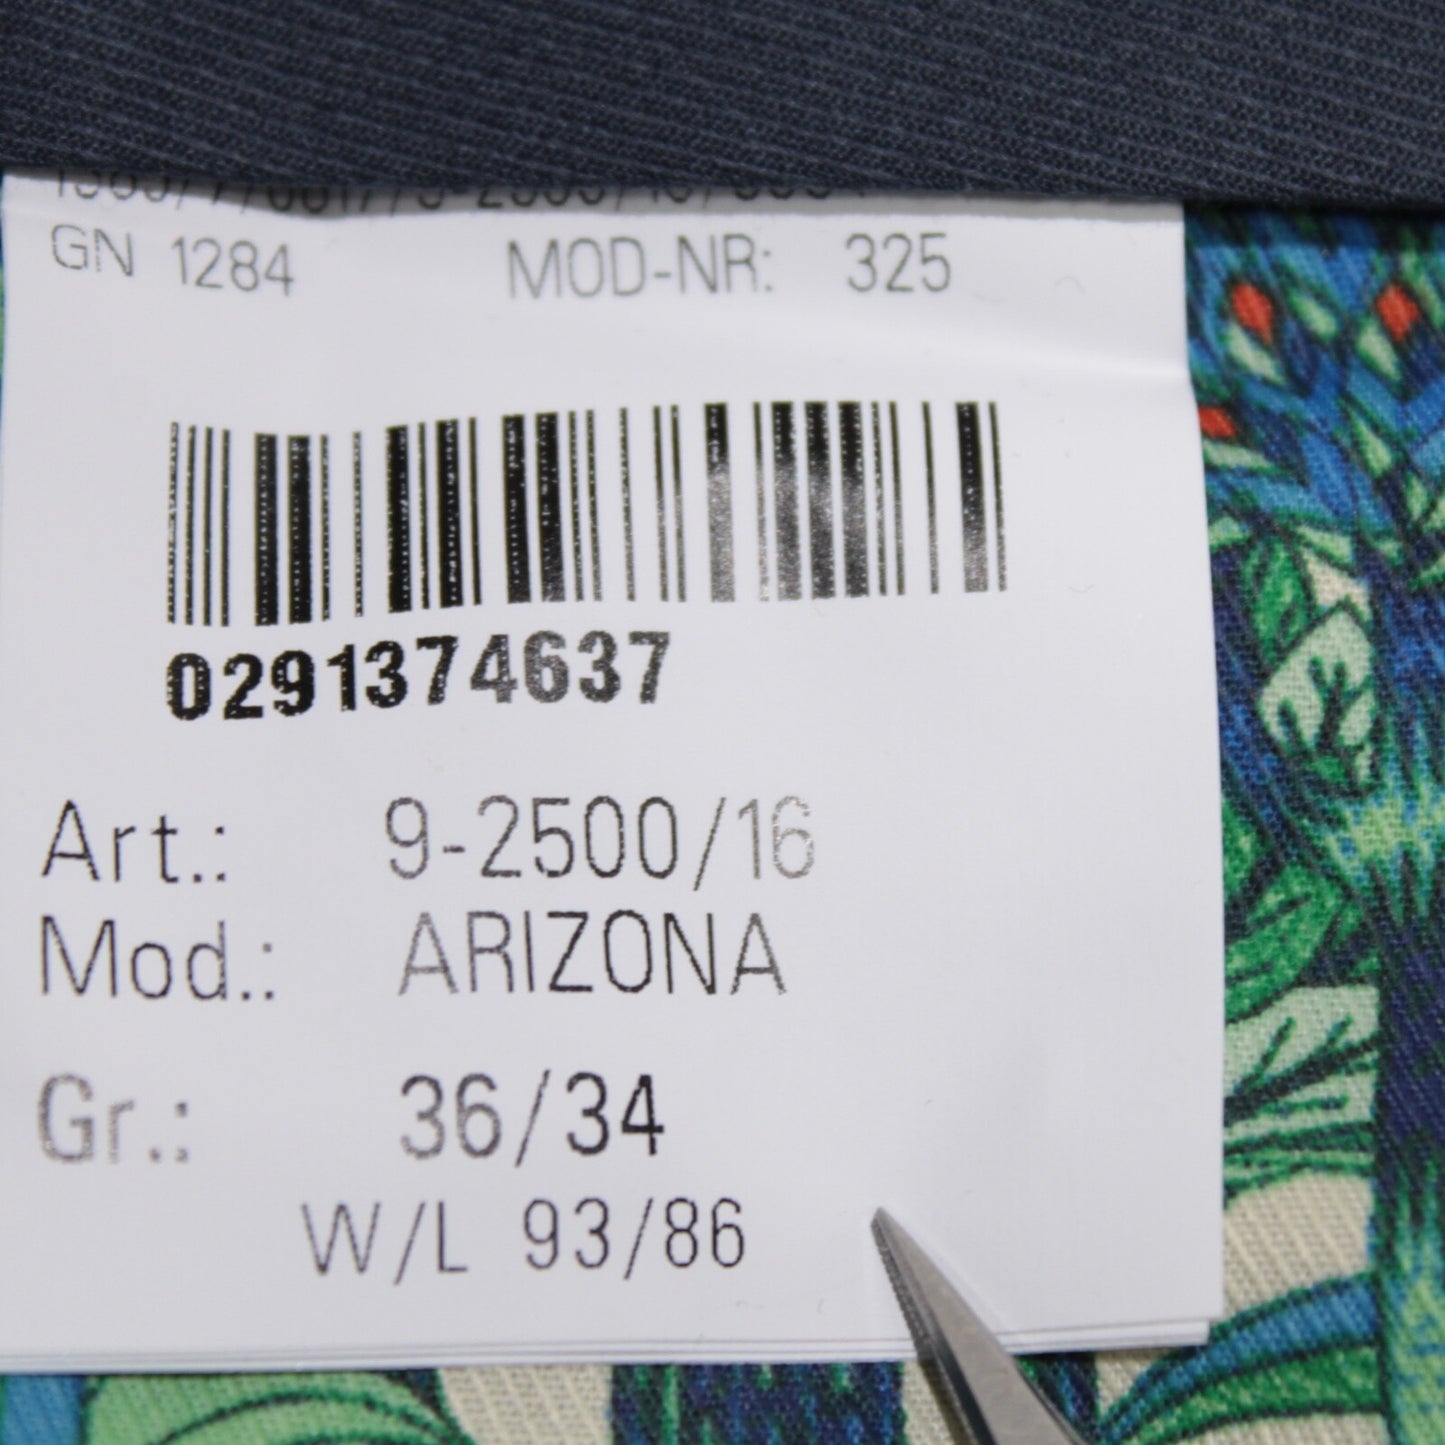 GN 1284 MOD-NR: 325
0291374637
Art.: 9-2500/16
Mod.: ARIZONA
Gr.: 36/34
W/L 93/86